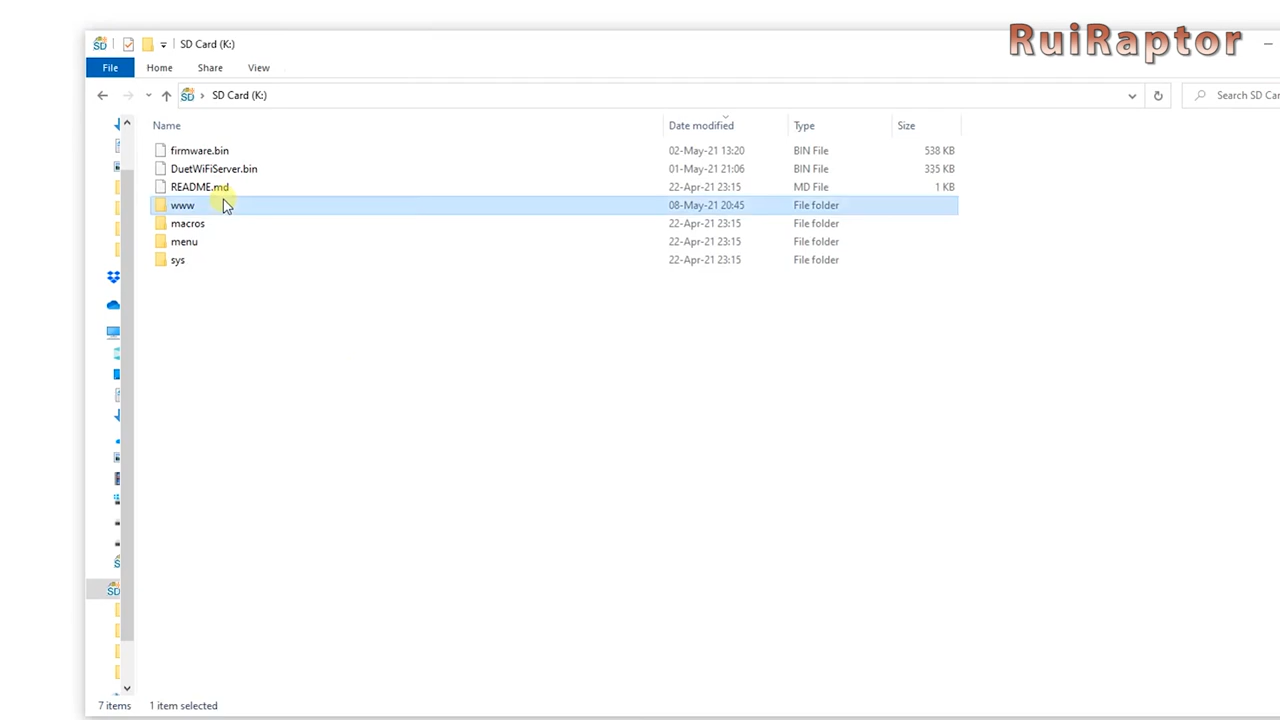 RuiRaptor
SD Card (K:)
File Home Share View
SD Card (K:) Search SD Car
Name Date modified Type Size
firmware.bin 02-May-21 13:20 BIN File 538 KB
DuetWiFiServer.bin 01-May-21 21:06 BIN File 335 KB
README.md 22-Apr-21 23:15 MD File 1 KB
www 08-May-21 20:45 File folder
macros 22-Apr-21 23:15 File folder
menu 22-Apr-21 23:15 File folder
sys 22-Apr-21 23:15 File folder
7 items 1 item selected